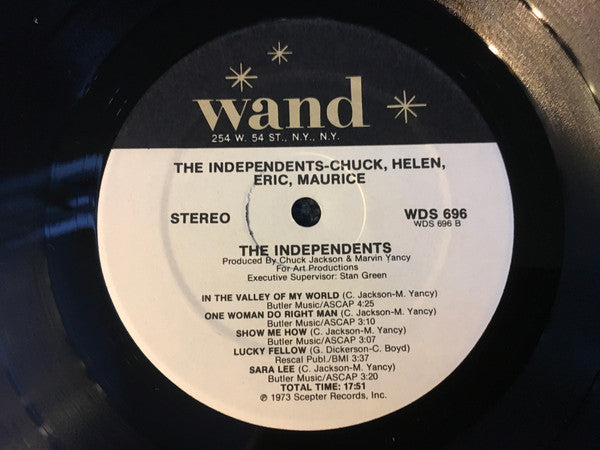 wand
254 W. 54 ST., N.Y., N.Y.
THE INDEPENDENTS-CHUCK, HELEN,
ERIC, MAURICE
STEREO
WDS 696
WDS 696 B
THE INDEPENDENTS
Produced By Chuck Jackson & Marvin Yancy
For Art Productions
Executive Supervisor: Stan Green
IN THE VALLEY OF MY WORLD (C. Jackson-M. Yancy)
Butler Music/ASCAP 4:25
ONE WOMAN DO RIGHT MAN (C. Jackson-M. Yancy)
Butler Music/ASCAP 3:10
SHOW ME HOW (C. Jackson-M. Yancy)
Butler Music/ASCAP 3:07
LUCKY FELLOW (G. Dickerson-C. Boyd)
Rescal Publ./BMI 3:37
SARA LEE (C. Jackson-M. Yancy)
Butler Music/ASCAP 3:20
TOTAL TIME: 17:51
℗ 1973 Scepter Records, Inc.